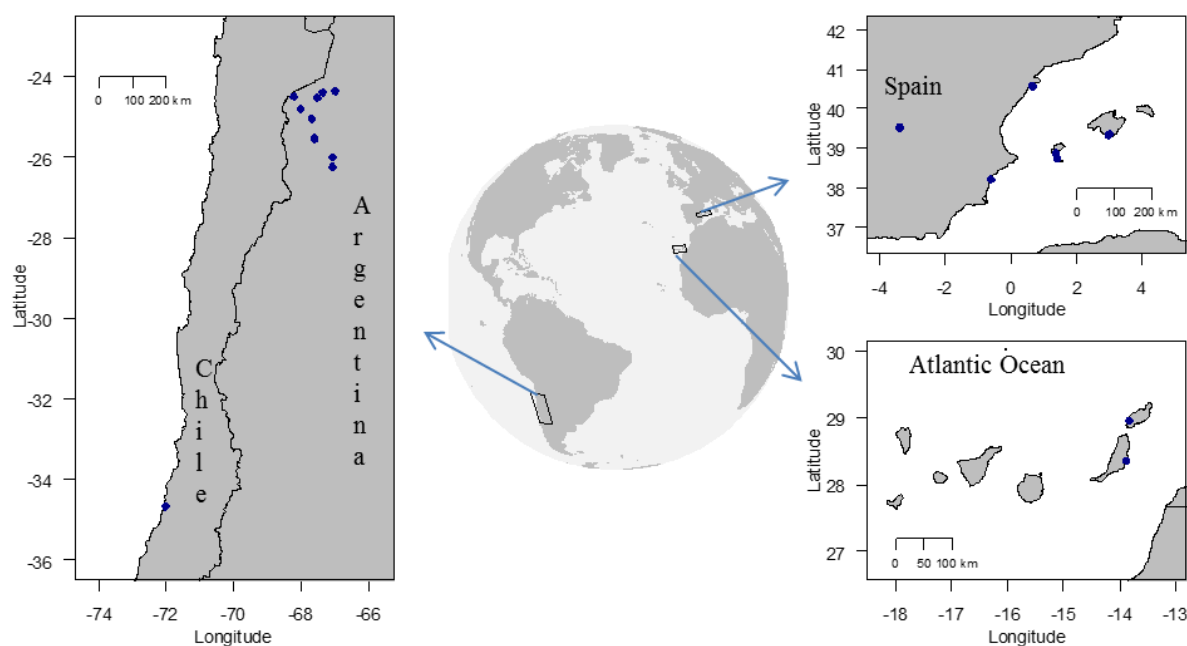 -24
-26
-28
-30
-32
-34
-36
Latitude
0 100 200 km
Argentina
Chile
-74 -72 -70 -68 -66
Longitude
42
41
40
39
38
37
Latitude
Spain
0 100 200 km
-4 -2 0 2 4
Longitude
30
29
28
27
Latitude
Atlantic Ocean
0 50 100 km
-18 -17 -16 -15 -14 -13
Longitude